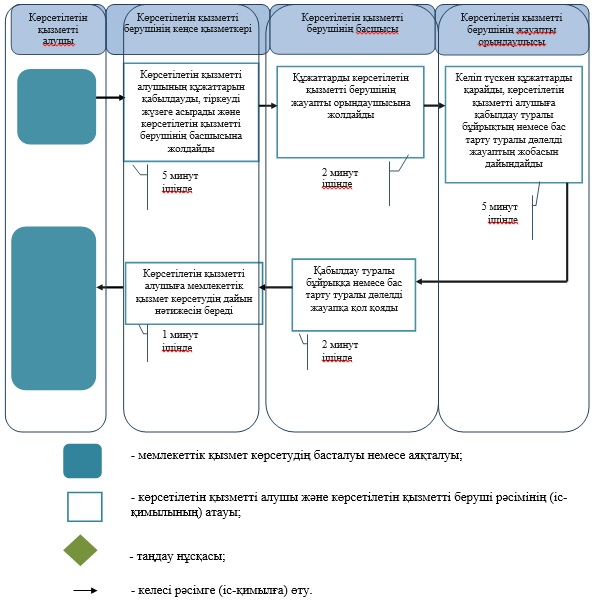 Көрсетілетін
қызметті
алушы
Көрсетілетін қызметті
берушінің кеңсе қызметкері
Көрсетілетін қызметті
берушінің басшысы
Көрсетілетін қызметті
берушінің жауапты
орындаушысы
Көрсетілетін қызметті
алушының құжаттарын
қабылдауды, тіркеуді
жүзеге асырады және
көрсетілетін қызметті
берушінің басшысына
жолдайды
Құжаттарды көрсетілетін
қызметті берушінің
жауапты орындаушысына
жолдайды
Келіп түскен құжаттарды
қарайды, көрсетілетін
қызметті алушыға
қабылдау туралы
бұйрықтың немесе бас
тарту туралы дәлелді
жауаптың жобасын
дайындайды
5 минут
ішінде
2 минут
ішінде
5 минут
ішінде
Көрсетілетін қызметті
алушыға мемлекеттік
қызмет көрсетудің дайын
нәтижесін береді
Қабылдау туралы
бұйрыққа немесе бас
тарту туралы дәлелді
жауапқа қол қояды
1 минут
ішінде
2 минут
ішінде
- мемлекеттік қызмет көрсетудің басталуы немесе аяқталуы;
- көрсетілетін қызметті алушы және көрсетілетін қызметті беруші рәсімінің (іс-
қимылының) атауы;
- таңдау нұсқасы;
- келесі рәсімге (іс-қимылға) өту.